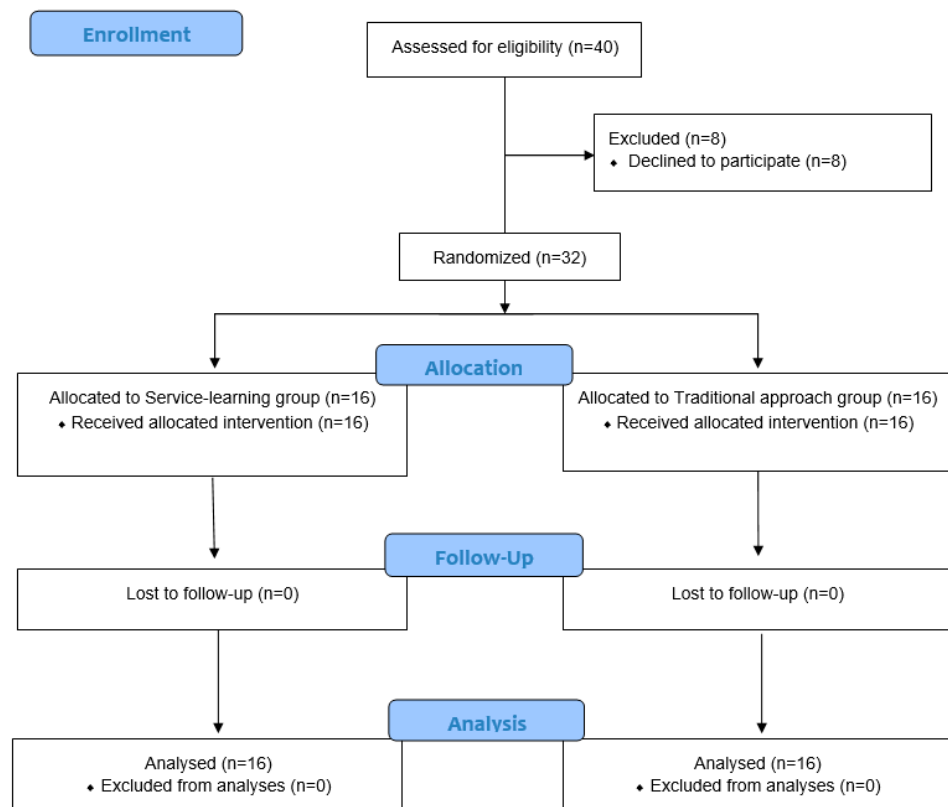 Enrollment
Assessed for eligibility (n=40)
Excluded (n=8)
⬧ Declined to participate (n=8)
Randomized (n=32)
Allocation
Allocated to Service-learning group (n=16)
⬧ Received allocated intervention (n=16)
Allocated to Traditional approach group (n=16)
⬧ Received allocated intervention (n=16)
Follow-Up
Lost to follow-up (n=0)
Lost to follow-up (n=0)
Analysis
Analysed (n=16)
⬧ Excluded from analyses (n=0)
Analysed (n=16)
⬧ Excluded from analyses (n=0)